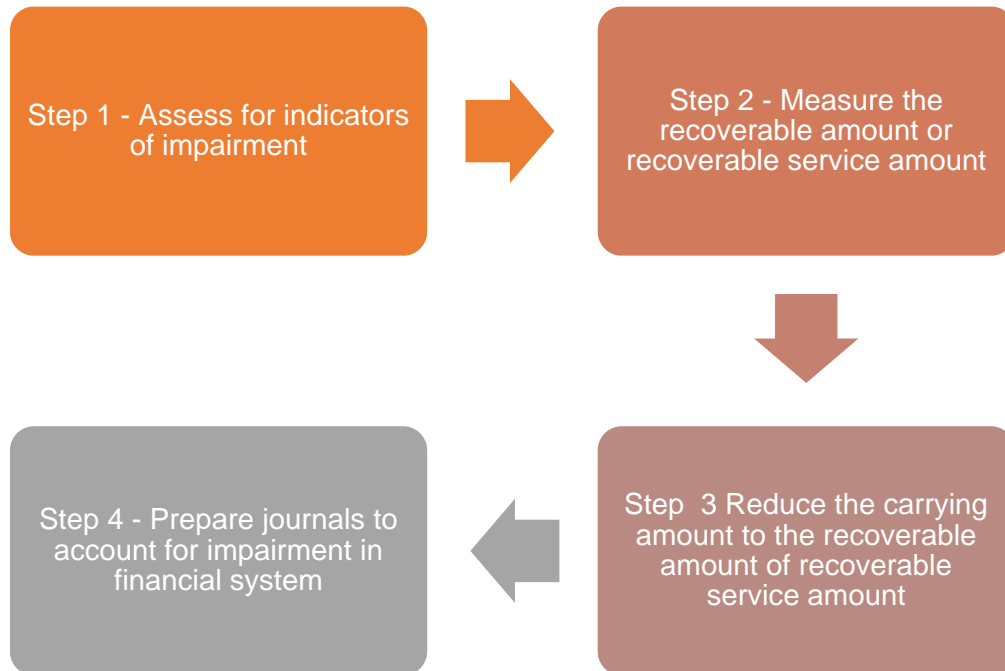 Step 1 - Assess for indicators
of impairment
Step 2 - Measure the
recoverable amount or
recoverable service amount
Step  3 Reduce the carrying
amount to the recoverable
amount of recoverable
service amount
Step 4 - Prepare journals to
account for impairment in
financial system